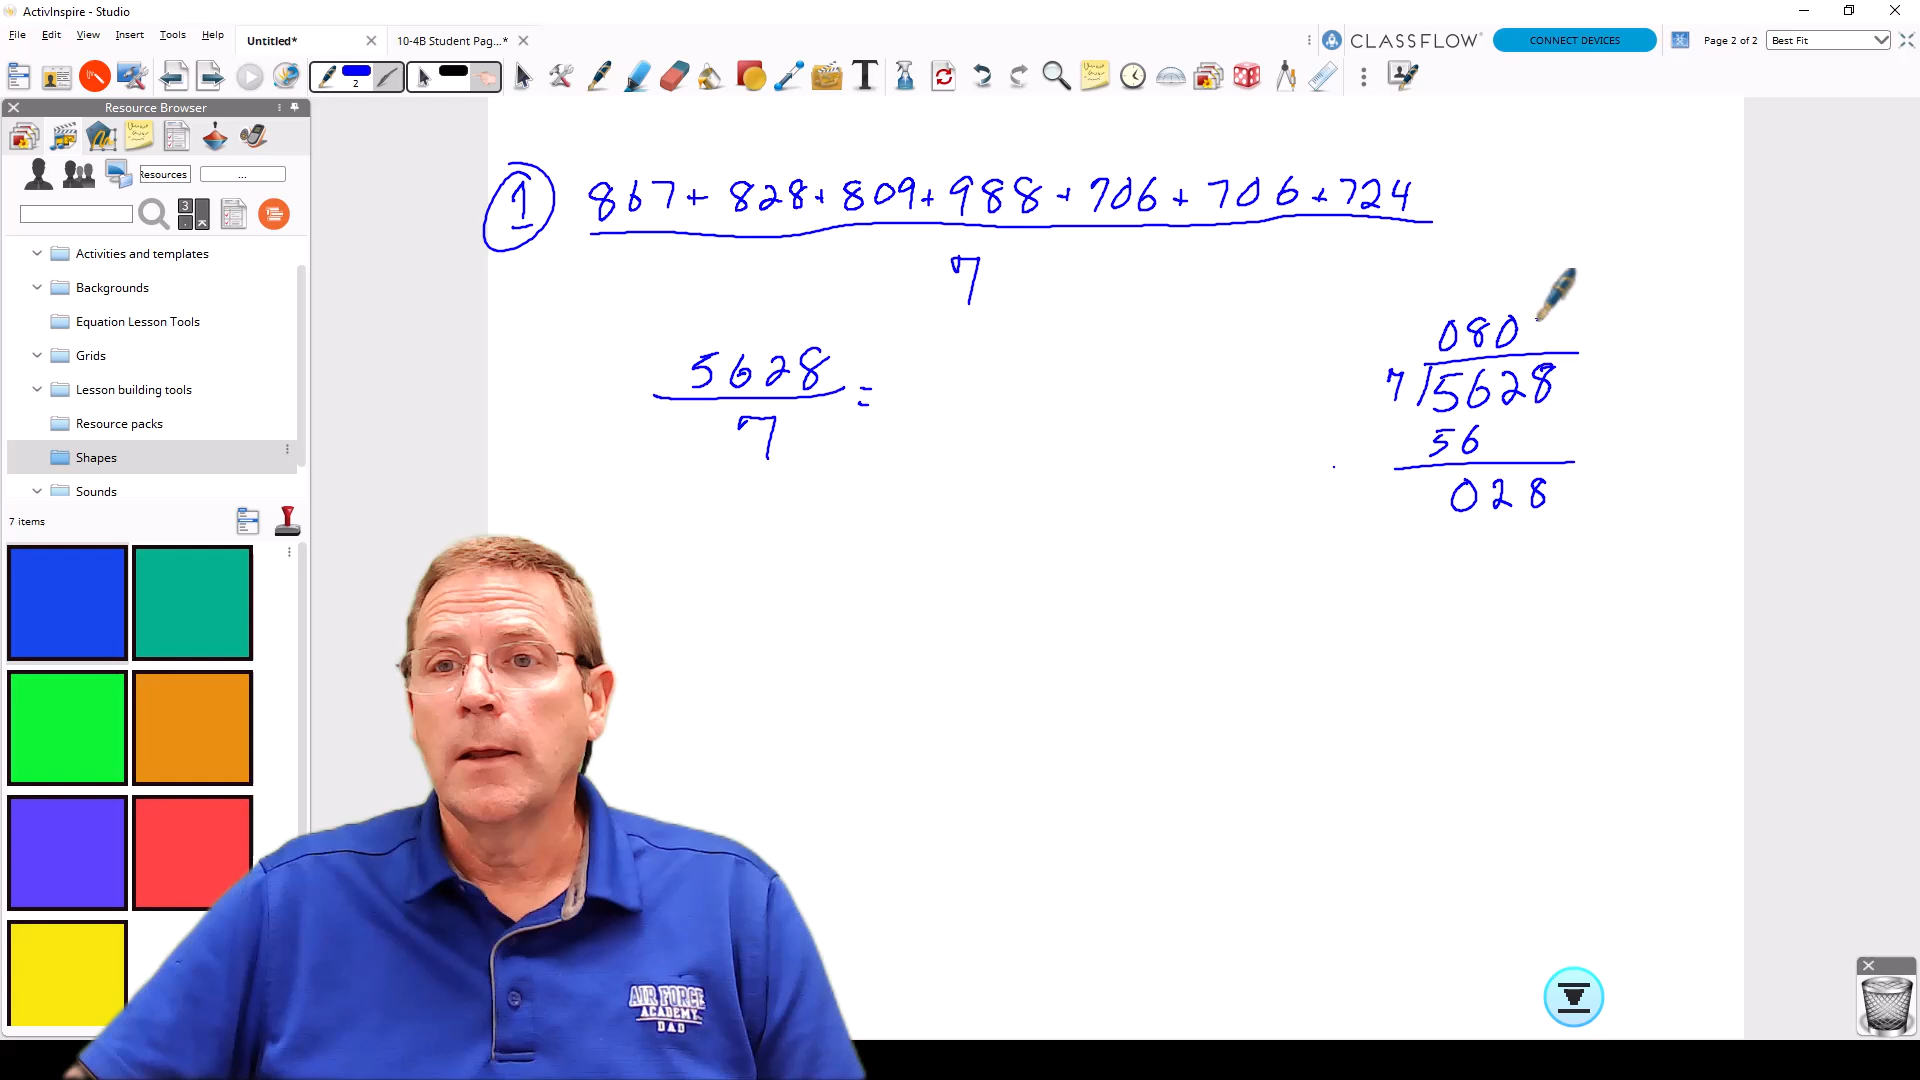 ActivInspire - Studio
File Edit View Insert Tools Help
Untitled* 10-4B Student Pag...*
CLASSFLOW CONNECT DEVICES Page 2 of 2 Best Fit
2
Resource Browser
Resources ...
3
Activities and templates
Backgrounds
Equation Lesson Tools
Grids
Lesson building tools
Resource packs
Shapes
Sounds
7 items
1 867+ 828+ 809+ 988+ 706+ 706+724
7
5628 =
7
080
7 5628
56
028
AIR FORCE
ACADEMY
DAD